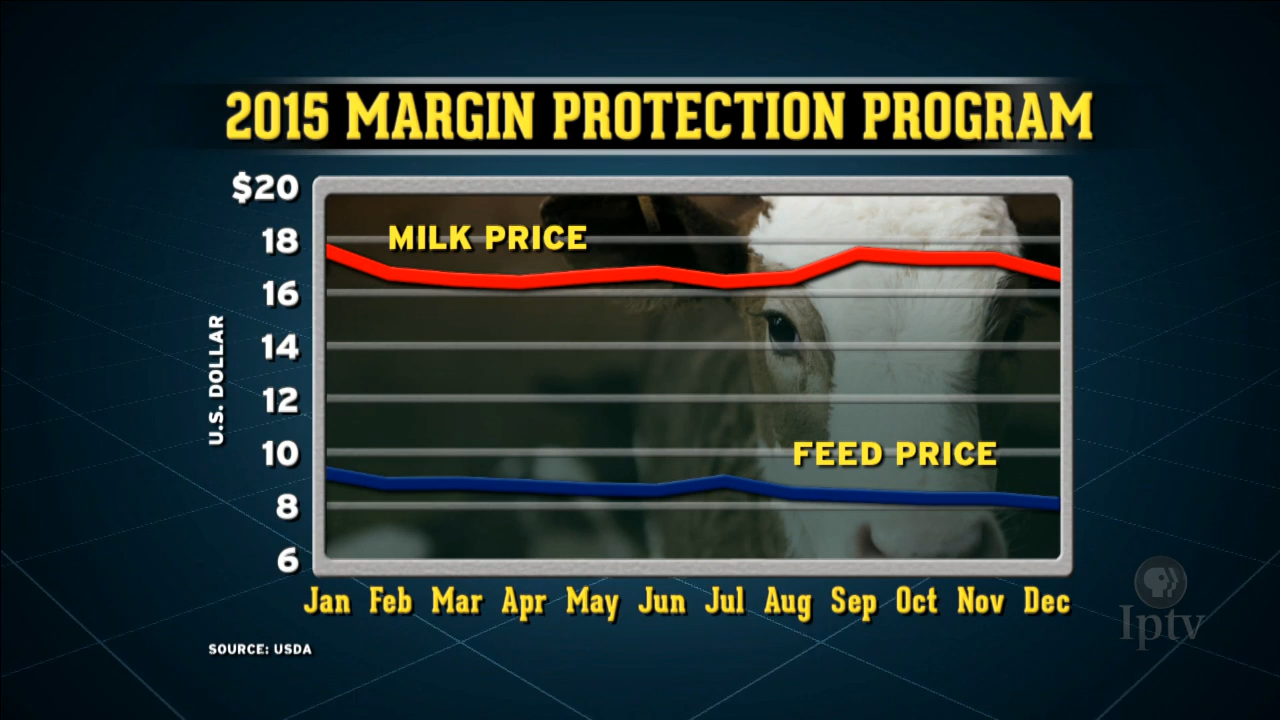 2015 MARGIN PROTECTION PROGRAM
$20
18
16
14
12
10
8
6
U.S. DOLLAR
MILK PRICE
FEED PRICE
Jan Feb Mar Apr May Jun Jul Aug Sep Oct Nov Dec
SOURCE: USDA
Iptv